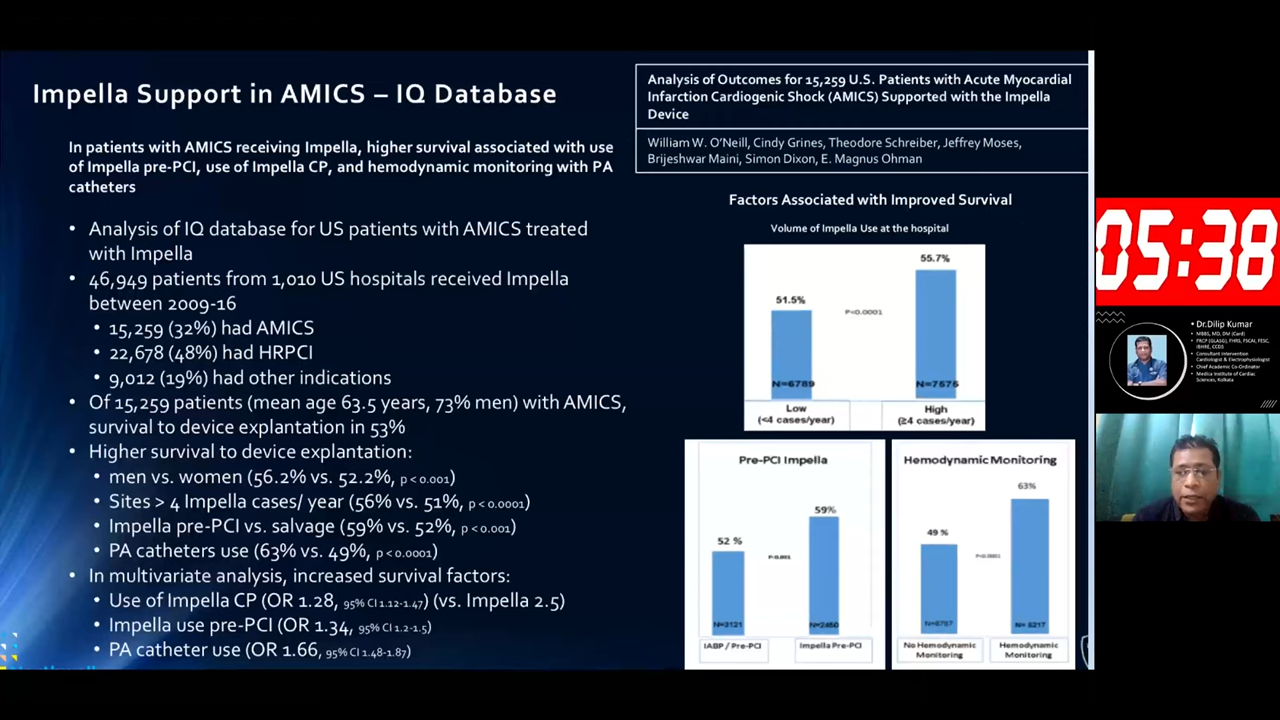 Impella Support in AMICS – IQ Database
In patients with AMICS receiving Impella, higher survival associated with use
of Impella pre-PCI, use of Impella CP, and hemodynamic monitoring with PA
catheters
• Analysis of IQ database for US patients with AMICS treated
with Impella
• 46,949 patients from 1,010 US hospitals received Impella
between 2009-16
• 15,259 (32%) had AMICS
• 22,678 (48%) had HRPCI
• 9,012 (19%) had other indications
• Of 15,259 patients (mean age 63.5 years, 73% men) with AMICS,
survival to device explantation in 53%
• Higher survival to device explantation:
• men vs. women (56.2% vs. 52.2%, p < 0.001)
• Sites > 4 Impella cases/ year (56% vs. 51%, p < 0.0001)
• Impella pre-PCI vs. salvage (59% vs. 52%, p < 0.001)
• PA catheters use (63% vs. 49%, p < 0.0001)
• In multivariate analysis, increased survival factors:
• Use of Impella CP (OR 1.28, 95% CI 1.12-1.47) (vs. Impella 2.5)
• Impella use pre-PCI (OR 1.34, 95% CI 1.2-1.5)
• PA catheter use (OR 1.66, 95% CI 1.48-1.87)
Analysis of Outcomes for 15,259 U.S. Patients with Acute Myocardial
Infarction Cardiogenic Shock (AMICS) Supported with the Impella
Device
William W. O'Neill, Cindy Grines, Theodore Schreiber, Jeffrey Moses,
Brijeshwar Maini, Simon Dixon, E. Magnus Ohman
Factors Associated with Improved Survival
Volume of Impella Use at the hospital
55.7%
51.5%
P<0.0001
N=6789
N=7575
Low
(<4 cases/year)
High
(≥4 cases/year)
Pre-PCI Impella
59%
52 %
P<0.001
N=3121
IABP / Pre-PCI
Impella Pre-PCI
Hemodynamic Monitoring
63%
49 %
No Hemodynamic
Monitoring
Hemodynamic
Monitoring
05:38
• Dr.Dilip Kumar
• MBBS, MD, DM (Card)
• FRCP (GLASG), FHRS, FSCAI, FESC,
IBHRE, CCDS
• Consultant Intervention
Cardiologist & Electrophysiologist
• Chief Academic Co-Ordinator
• Medica Institute of Cardiac
Sciences, Kolkata